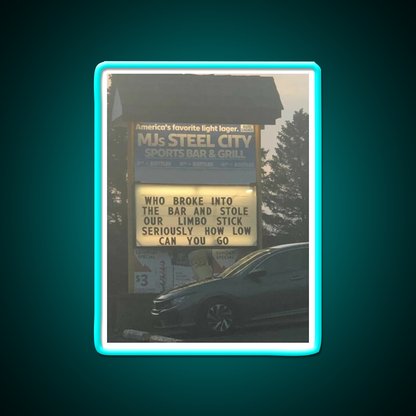 America's favorite light lager.
MJs STEEL CITY
SPORTS BAR & GRILL
WHO BROKE INTO
THE BAR AND STOLE
OUR LIMBO STICK
SERIOUSLY HOW LOW
CAN YOU GO
$3